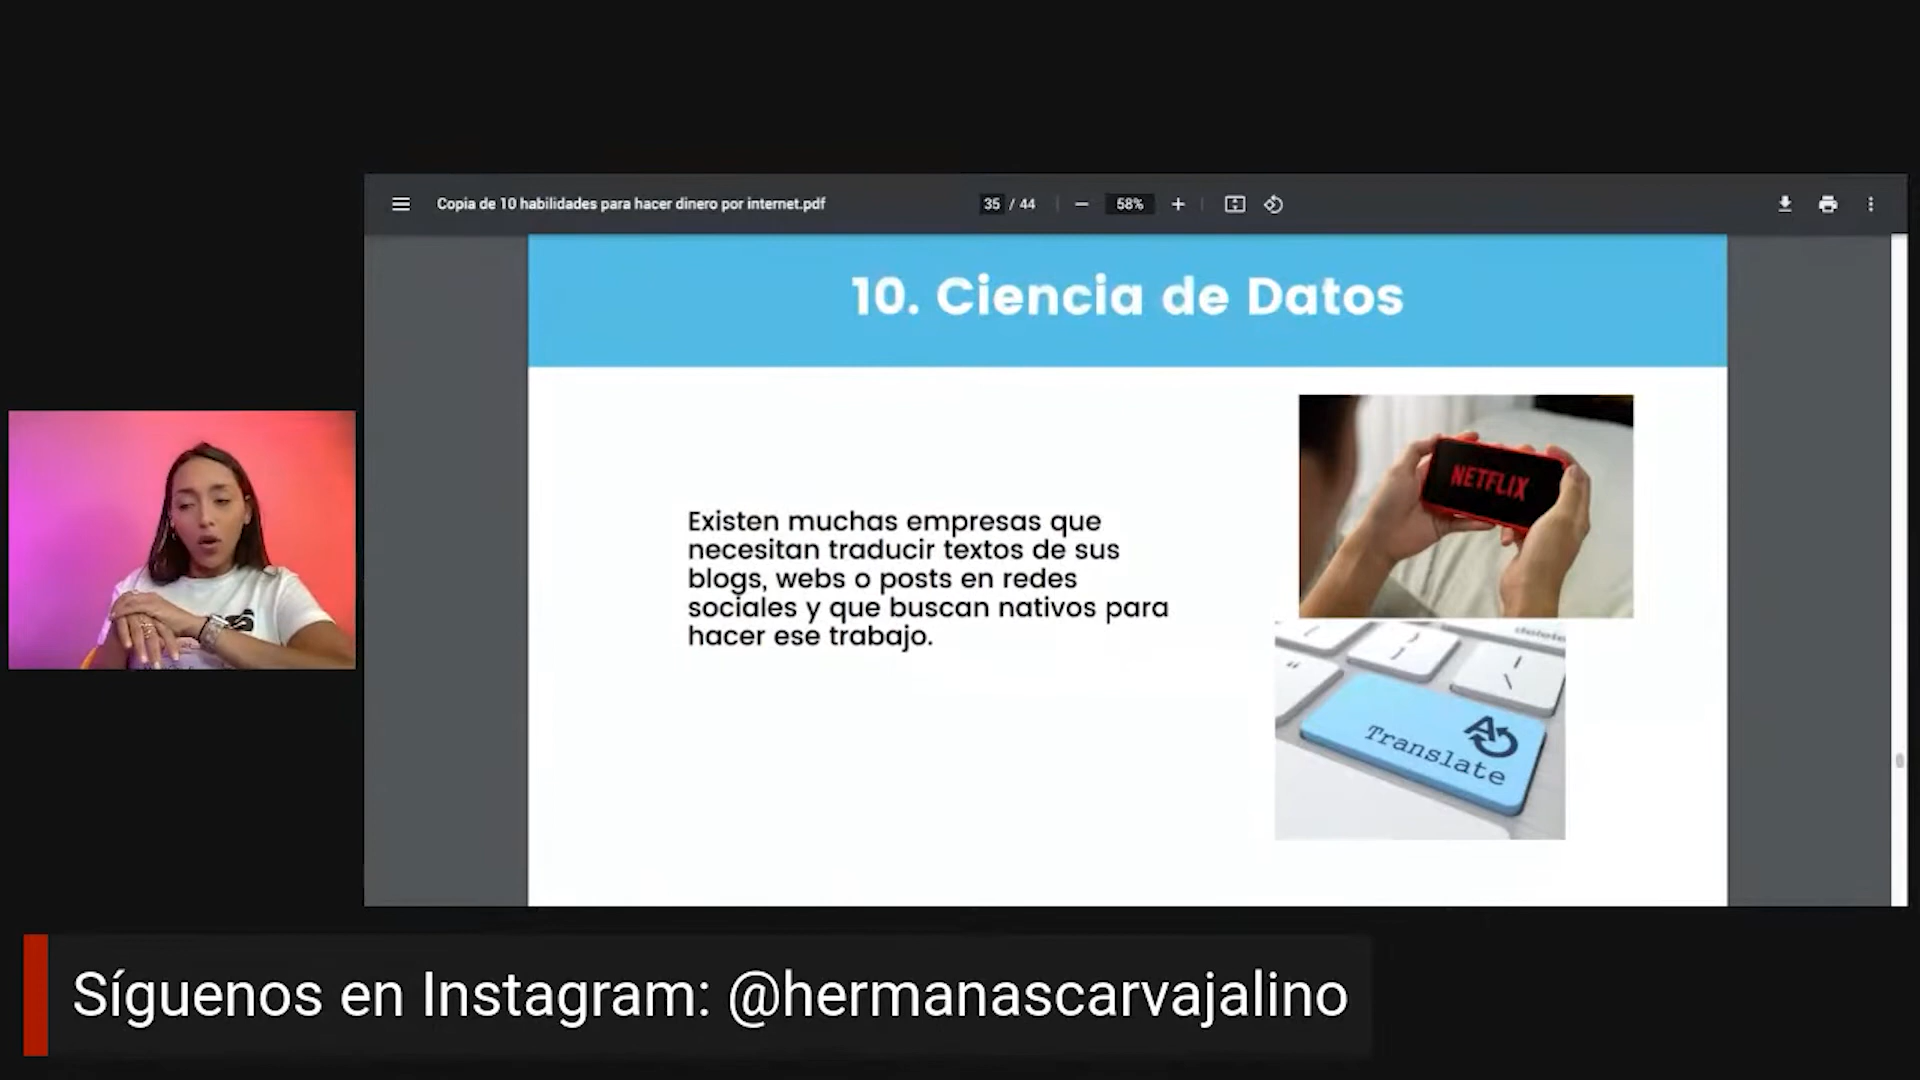 Copia de 10 habilidades para hacer dinero por internet.pdf
35 / 44
58%
10. Ciencia de Datos
Existen muchas empresas que
necesitan traducir textos de sus
blogs, webs o posts en redes
sociales y que buscan nativos para
hacer ese trabajo.
NETFLIX
delete
Translate
Síguenos en Instagram: @hermanascarvajalino